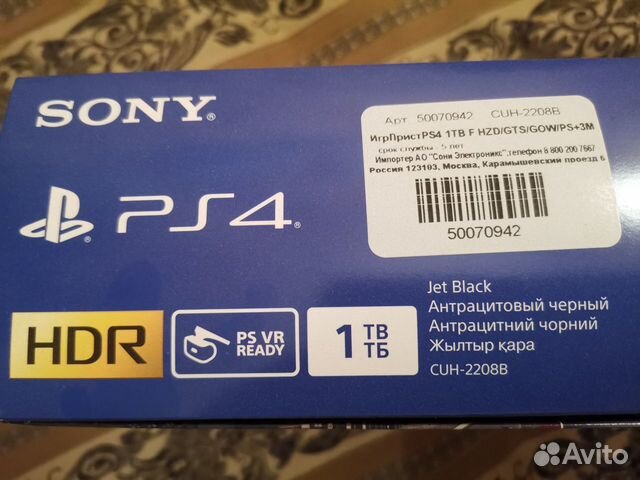 SONY
PS4
HDR
PS VR
READY
1 TB
ТБ
Арт. 50070942 CUH-2208B
ИгрПристPS4 1TB F HZD/GTS/GOW/PS+3M
срок службы - 5 лет
Импортер АО "Сони Электроникс",телефон 8 800 200 7667
Россия 123103, Москва, Карамышевский проезд 6
50070942
Jet Black
Антрацитовый черный
Антрацитний чорний
Жылтыр қара
CUH-2208B
Avito